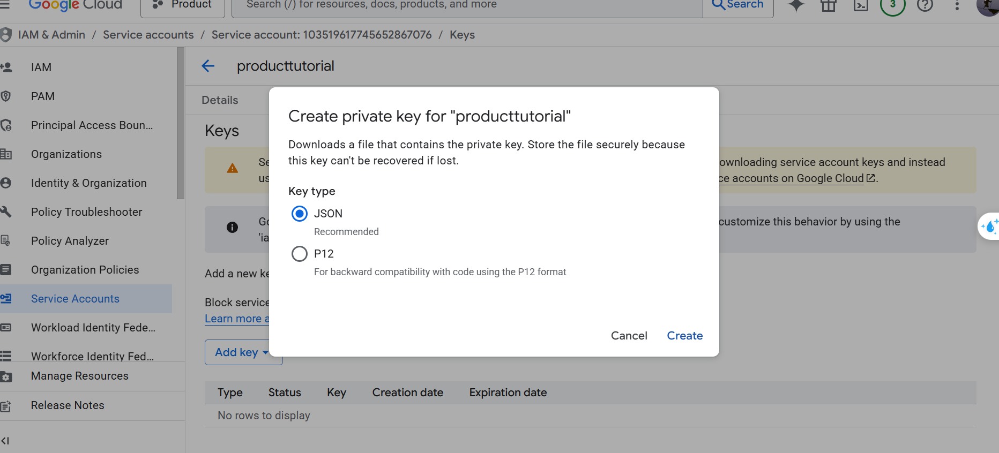 Google Cloud
Product
Search (/) for resources, docs, products, and more
Search
3
IAM & Admin / Service accounts / Service account: 103519617745652867076 / Keys
IAM
PAM
Principal Access Boun...
Organizations
Identity & Organization
Policy Troubleshooter
Policy Analyzer
Organization Policies
Service Accounts
Workload Identity Fede...
Workforce Identity Fed...
Manage Resources
Release Notes
producttutorial
Details
Keys
ownloading service account keys and instead
ce accounts on Google Cloud.
customize this behavior by using the
Add a new ke
Block service
Learn more a
Add key
Create private key for "producttutorial"
Downloads a file that contains the private key. Store the file securely because
this key can't be recovered if lost.
Key type
JSON
Recommended
P12
For backward compatibility with code using the P12 format
Cancel
Create
Type Status Key Creation date Expiration date
No rows to display